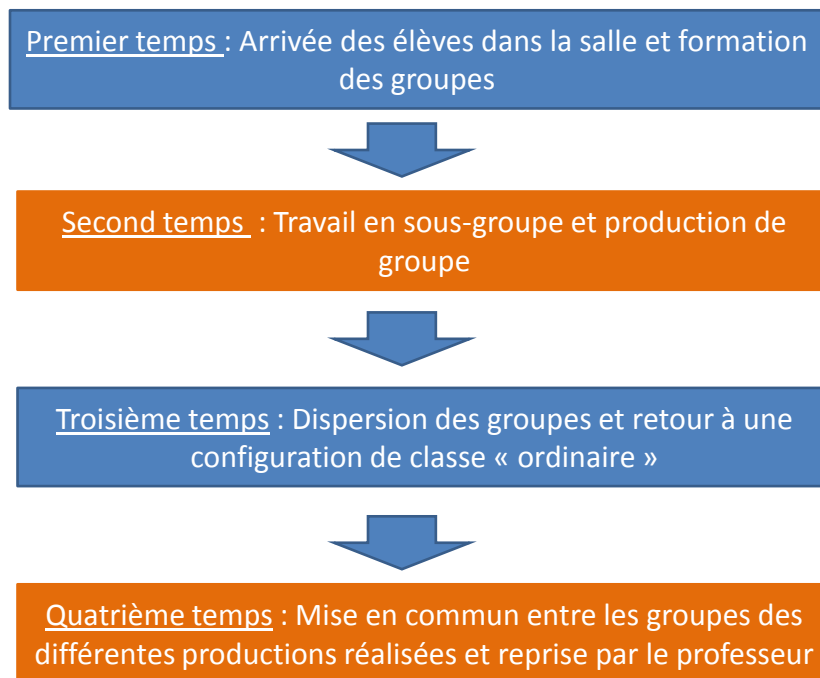 Premier temps : Arrivée des élèves dans la salle et formation
des groupes
Second temps : Travail en sous-groupe et production de
groupe
Troisième temps : Dispersion des groupes et retour à une
configuration de classe « ordinaire »
Quatrième temps : Mise en commun entre les groupes des
différentes productions réalisées et reprise par le professeur